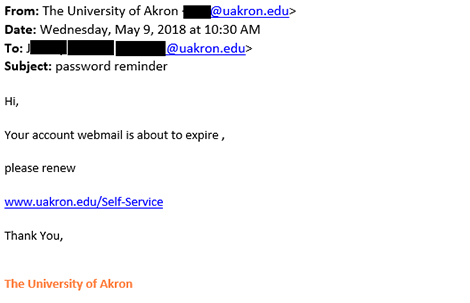 From: The University of Akron @uakron.edu>
Date: Wednesday, May 9, 2018 at 10:30 AM
To: J @uakron.edu>
Subject: password reminder
Hi,
Your account webmail is about to expire ,
please renew
www.uakron.edu/Self-Service
Thank You,
The University of Akron